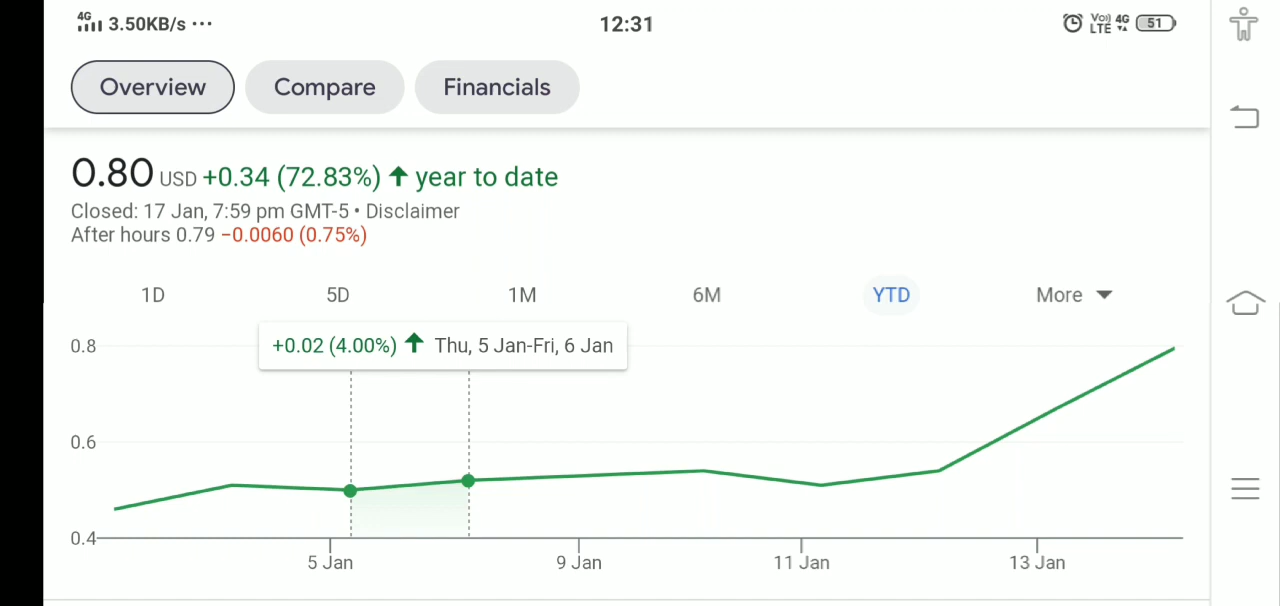 4G 3.50KB/s ... 12:31 Vo) LTE 4G 51
Overview Compare Financials
0.80 USD +0.34 (72.83%) ↑ year to date
Closed: 17 Jan, 7:59 pm GMT-5 • Disclaimer
After hours 0.79 −0.0060 (0.75%)
1D 5D 1M 6M YTD More
+0.02 (4.00%) ↑ Thu, 5 Jan-Fri, 6 Jan
0.8
0.6
0.4
5 Jan 9 Jan 11 Jan 13 Jan